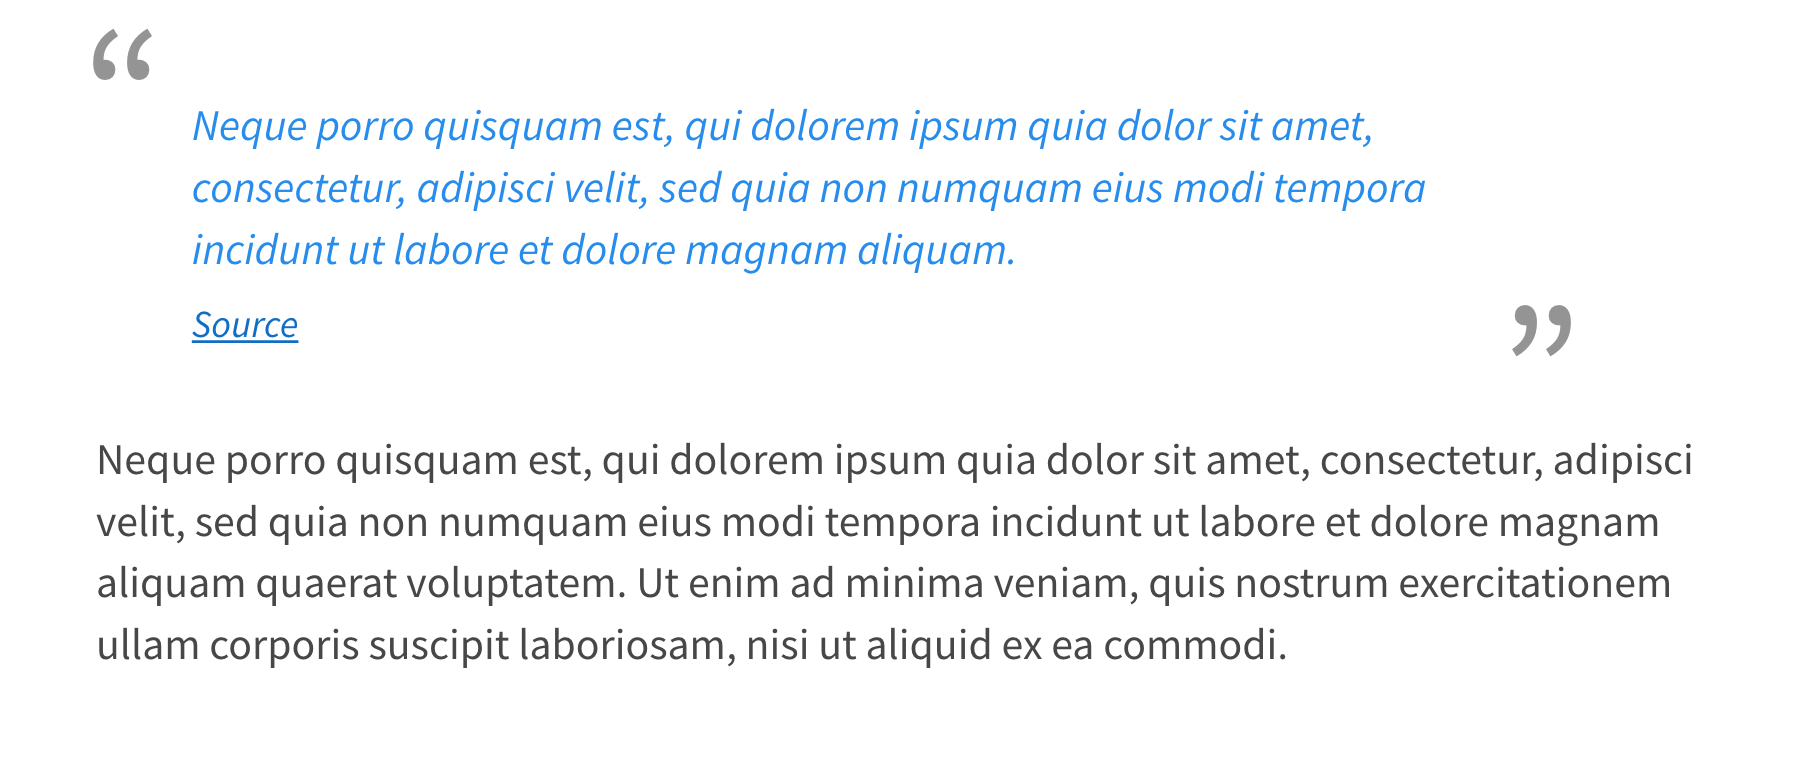 “
Neque porro quisquam est, qui dolorem ipsum quia dolor sit amet,
consectetur, adipisci velit, sed quia non numquam eius modi tempora
incidunt ut labore et dolore magnam aliquam.
Source
”
Neque porro quisquam est, qui dolorem ipsum quia dolor sit amet, consectetur, adipisci
velit, sed quia non numquam eius modi tempora incidunt ut labore et dolore magnam
aliquam quaerat voluptatem. Ut enim ad minima veniam, quis nostrum exercitationem
ullam corporis suscipit laboriosam, nisi ut aliquid ex ea commodi.